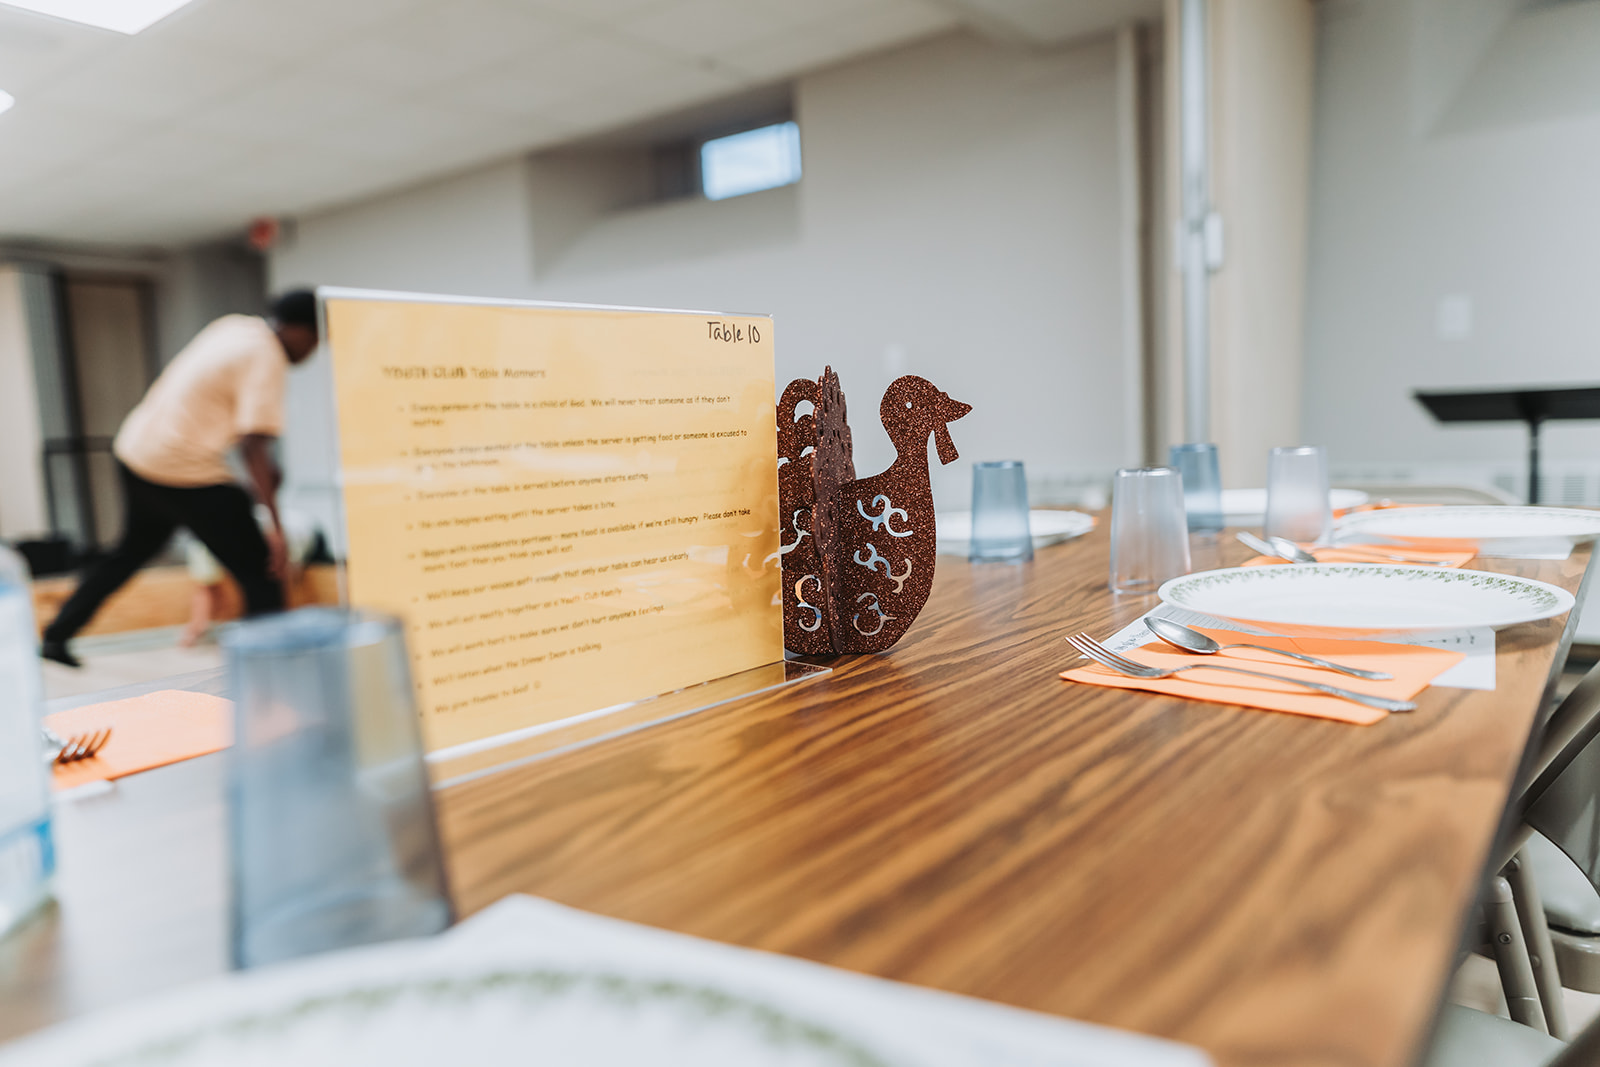 Table 10
YOUTH CLUB Table Manners
Every person at the table is a child of God. We will never treat someone as if they don't
matter.
Everyone at the table unless the server is getting food or someone is excused to
the bathroom.
Everyone at the table is served before anyone starts eating.
No one begins eating until the server takes a bite.
Begin with considerate portions - more food is available if we're still hungry. Please don't take
more food than you think you will eat.
We'll keep our voices soft enough that only our table can hear us clearly.
We will eat neatly together as a Youth Club family.
We will work hard to make sure we don't hurt anyone's feelings.
We'll listen when the Dinner Dean is talking.
We give thanks to God! ☺